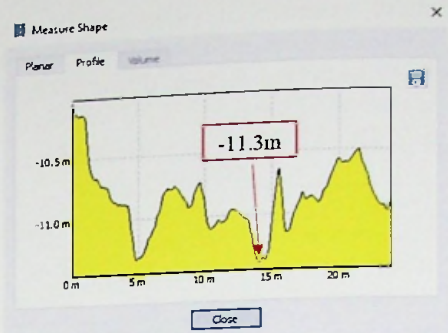 Measure Shape
Planar Profile Volume
-11.3m
-10.5 m
-11.0 m
0 m 5 m 10 m 15 m 20 m
Close